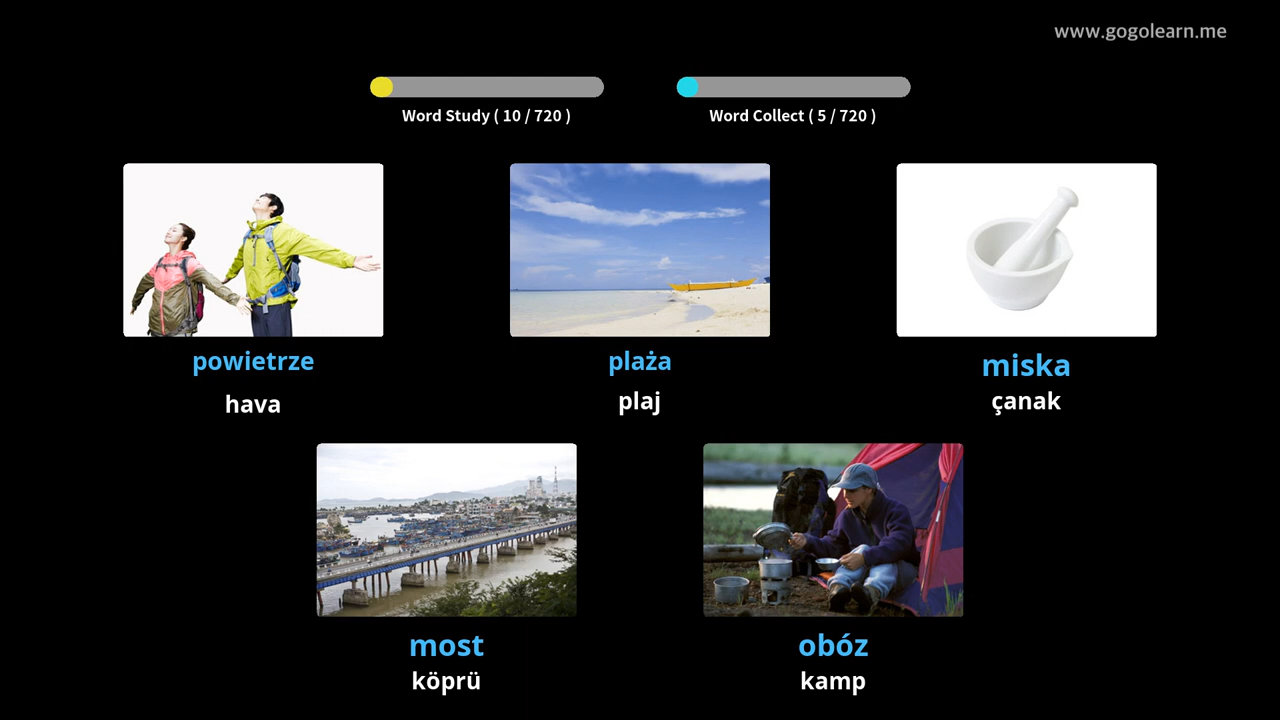 www.gogolearn.me
Word Study ( 10 / 720 )
Word Collect ( 5 / 720 )
powietrze
hava
plaża
plaj
miska
çanak
most
köprü
obóz
kamp